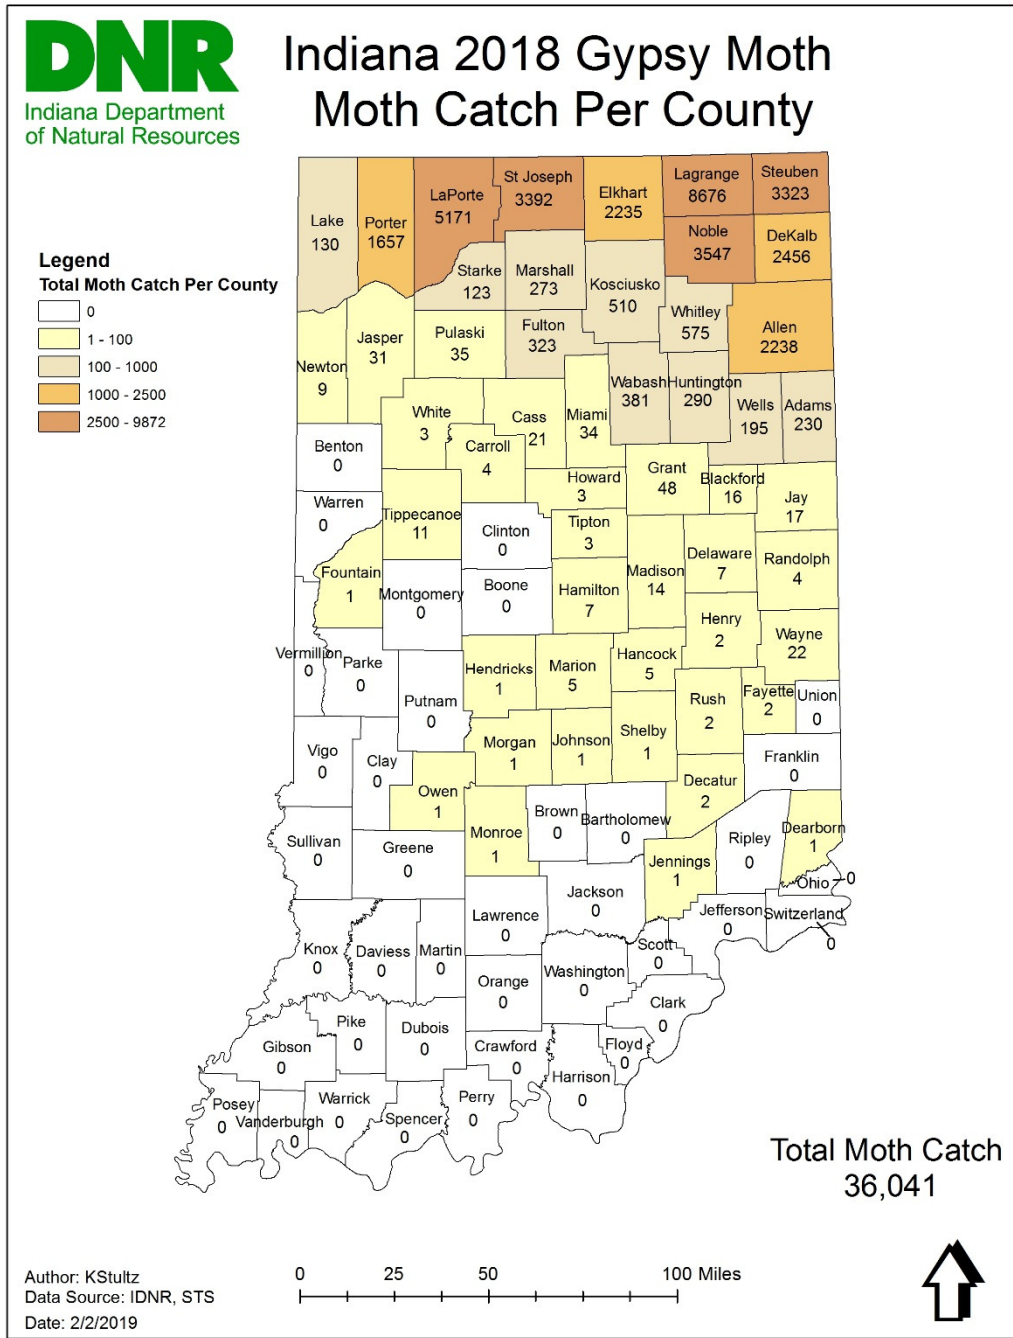 DNR
Indiana Department
of Natural Resources
Indiana 2018 Gypsy Moth
Moth Catch Per County
Legend
Total Moth Catch Per County
0
1 - 100
100 - 1000
1000 - 2500
2500 - 9872
Lake
130
Porter
1657
LaPorte
5171
St Joseph
3392
Elkhart
2235
Lagrange
8676
Steuben
3323
Noble
3547
DeKalb
2456
Starke
123
Marshall
273
Kosciusko
510
Whitley
575
Allen
2238
Newton
9
Jasper
31
Pulaski
35
Fulton
323
Wabash
381
Huntington
290
Wells
195
Adams
230
Benton
0
White
3
Carroll
4
Cass
21
Miami
34
Howard
3
Grant
48
Blackford
16
Jay
17
Warren
0
Tippecanoe
11
Clinton
0
Tipton
3
Madison
14
Delaware
7
Randolph
4
Fountain
1
Montgomery
0
Boone
0
Hamilton
7
Henry
2
Wayne
22
Vermillion
0
Parke
0
Putnam
0
Hendricks
1
Marion
5
Hancock
5
Rush
2
Fayette
2
Union
0
Vigo
0
Clay
0
Owen
1
Morgan
1
Johnson
1
Shelby
1
Decatur
2
Franklin
0
Sullivan
0
Greene
0
Monroe
1
Brown
0
Bartholomew
0
Jennings
1
Ripley
0
Dearborn
1
Ohio 0
Knox
0
Daviess
0
Martin
0
Lawrence
0
Jackson
0
Scott
0
Jefferson
0
Switzerland
0
Orange
0
Washington
0
Clark
0
Gibson
0
Pike
0
Dubois
0
Crawford
0
Harrison
0
Floyd
0
Posey
0
Vanderburgh
0
Warrick
0
Spencer
0
Perry
0
Total Moth Catch
36,041
Author: KStultz
Data Source: IDNR, STS
Date: 2/2/2019
0 25 50 100 Miles